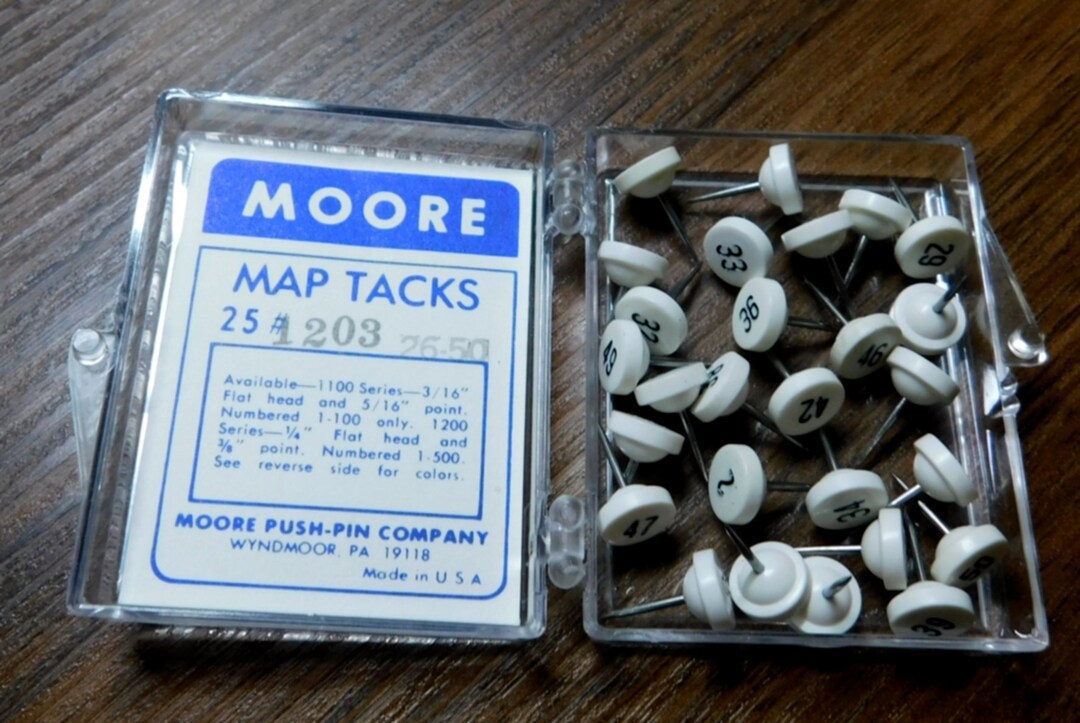 MOORE
MAP TACKS
25 # 1203 26-50
Available—1100 Series—3/16"
Flat head and 5/16" point.
Numbered 1-100 only. 1200
Series—¼" Flat head and
⅜" point. Numbered 1-500.
See reverse side for colors.
MOORE PUSH-PIN COMPANY
WYNDMOOR, PA 19118
Made in U S A
33
29
36
32
49
46
42
47
34
50
39